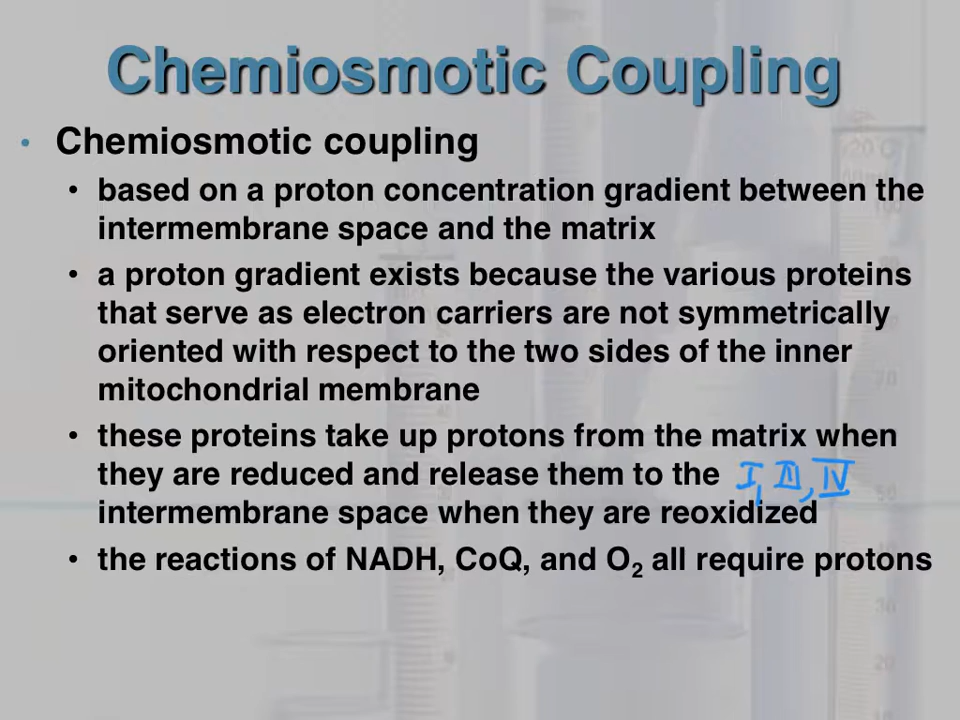 Chemiosmotic Coupling
• Chemiosmotic coupling
• based on a proton concentration gradient between the
intermembrane space and the matrix
• a proton gradient exists because the various proteins
that serve as electron carriers are not symmetrically
oriented with respect to the two sides of the inner
mitochondrial membrane
• these proteins take up protons from the matrix when
they are reduced and release them to the I, III, IV
intermembrane space when they are reoxidized
• the reactions of NADH, CoQ, and O₂ all require protons